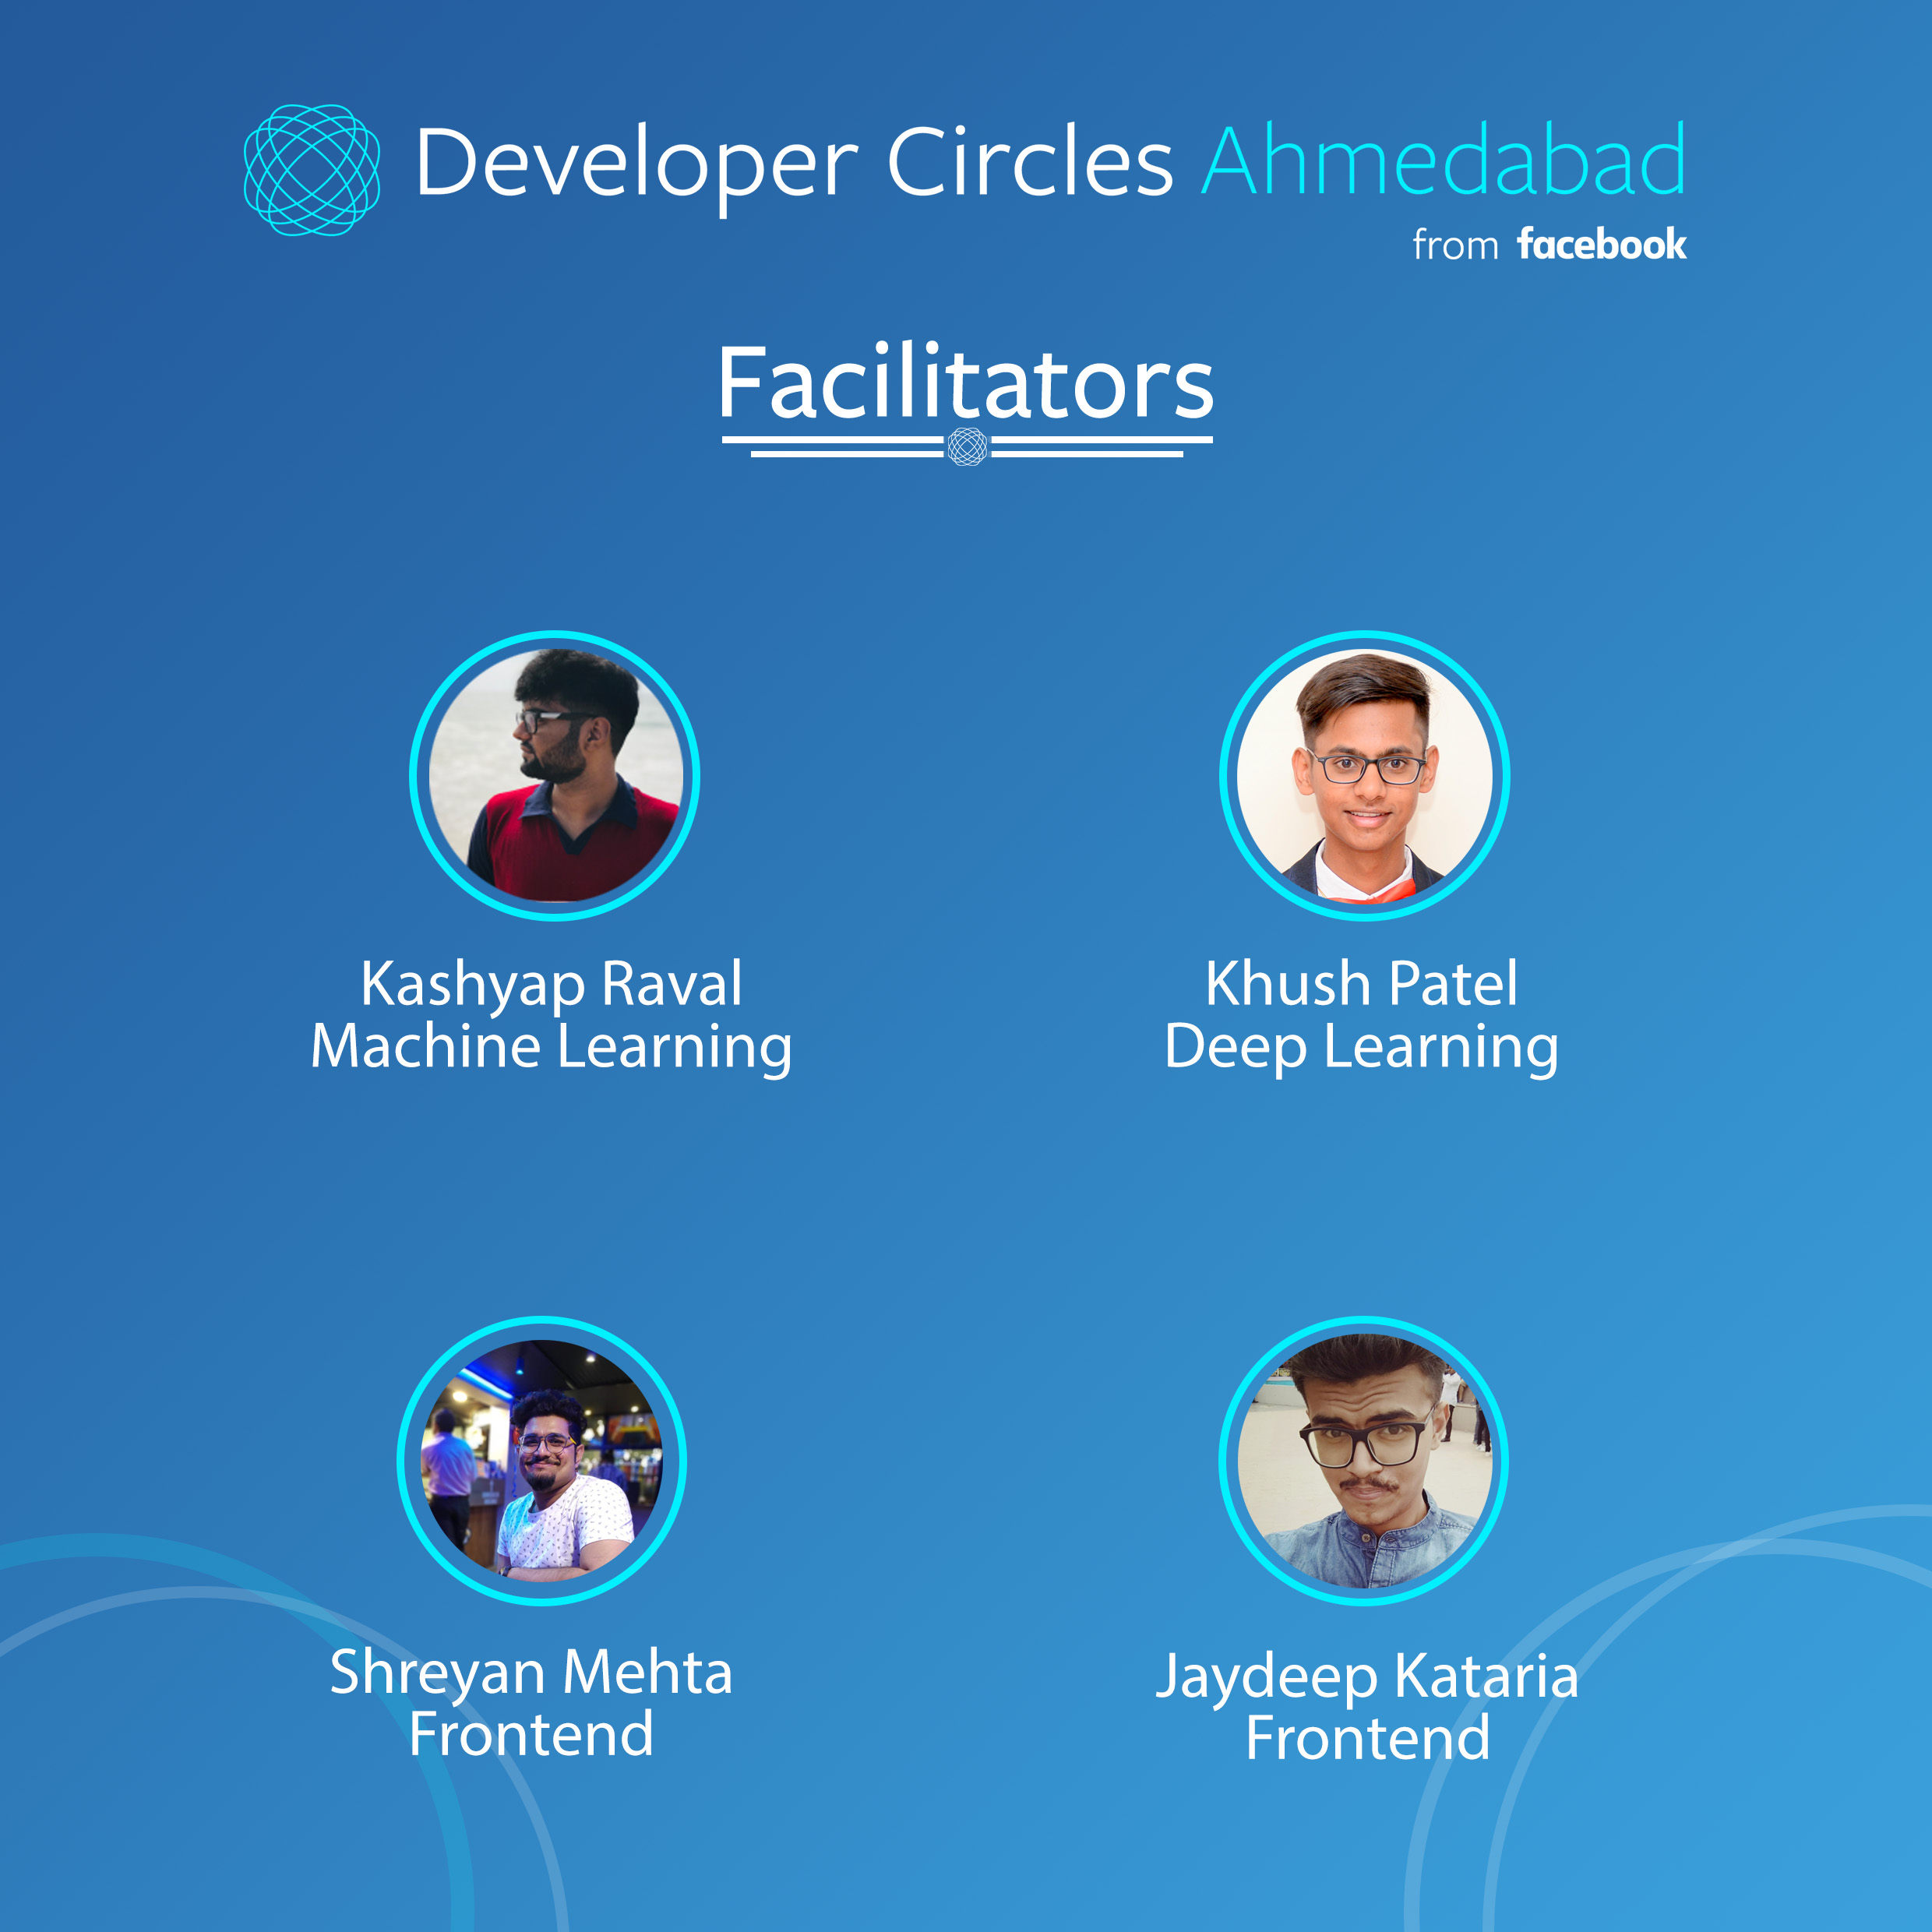 Developer Circles Ahmedabad
from facebook
Facilitators
Kashyap Raval
Machine Learning
Khush Patel
Deep Learning
Shreyan Mehta
Frontend
Jaydeep Kataria
Frontend